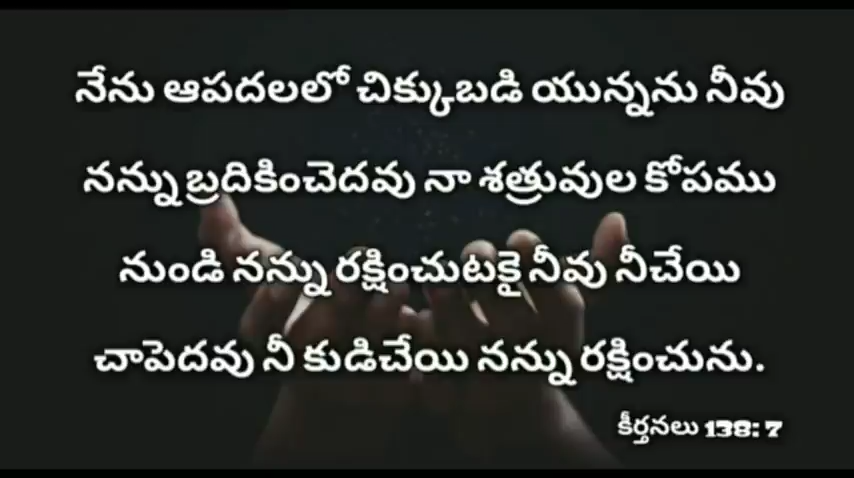 నేను ఆపదలలో చిక్కుబడి యున్నను నీవు
నన్ను బ్రదికించెదవు నా శత్రువుల కోపము
నుండి నన్ను రక్షించుటకై నీవు నీచేయి
చాపెదవు నీ కుడిచేయి నన్ను రక్షించును.
కీర్తనలు 138: 7